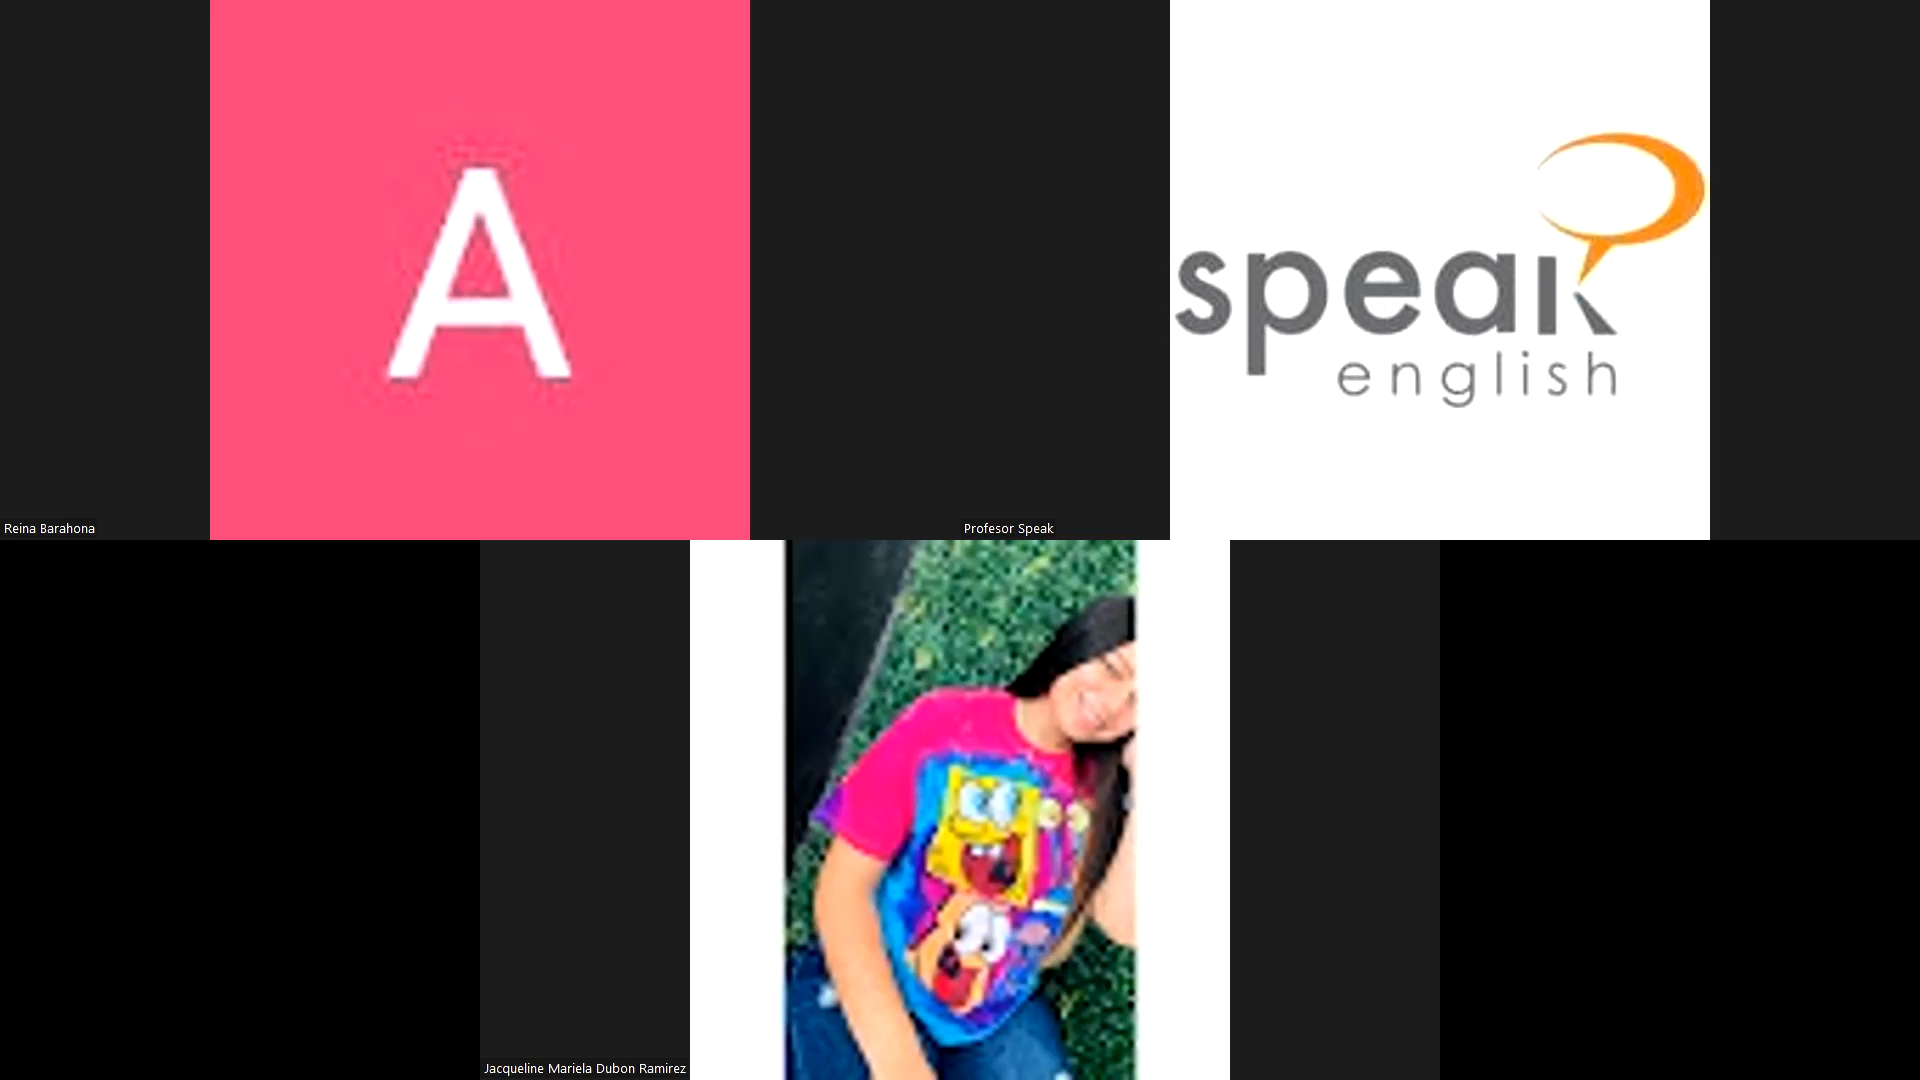 A
speak
english
Reina Barahona
Profesor Speak
Jacqueline Mariela Dubon Ramirez